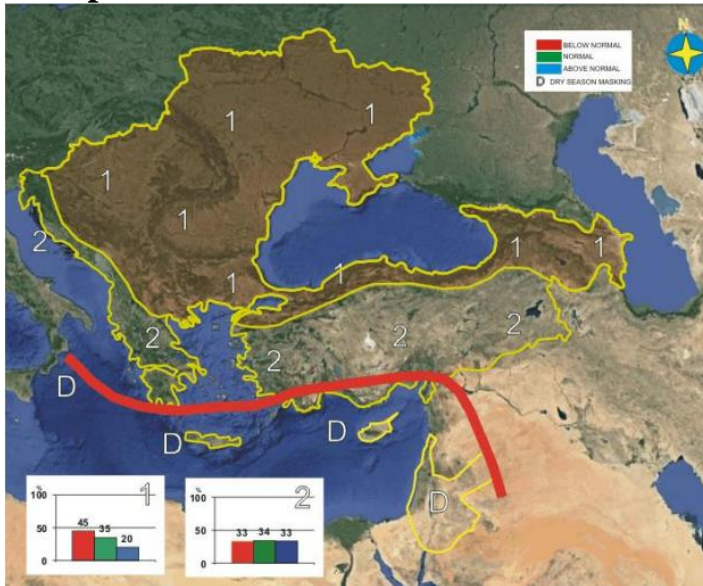 N
BELOW NORMAL
NORMAL
ABOVE NORMAL
D DRY SEASON MASKING
1 1
1
2 1
1 1 1
1
2 2 2 2
D
D D
D
% 1
100
50
0
45 35 20
% 2
100
50
0
33 34 33